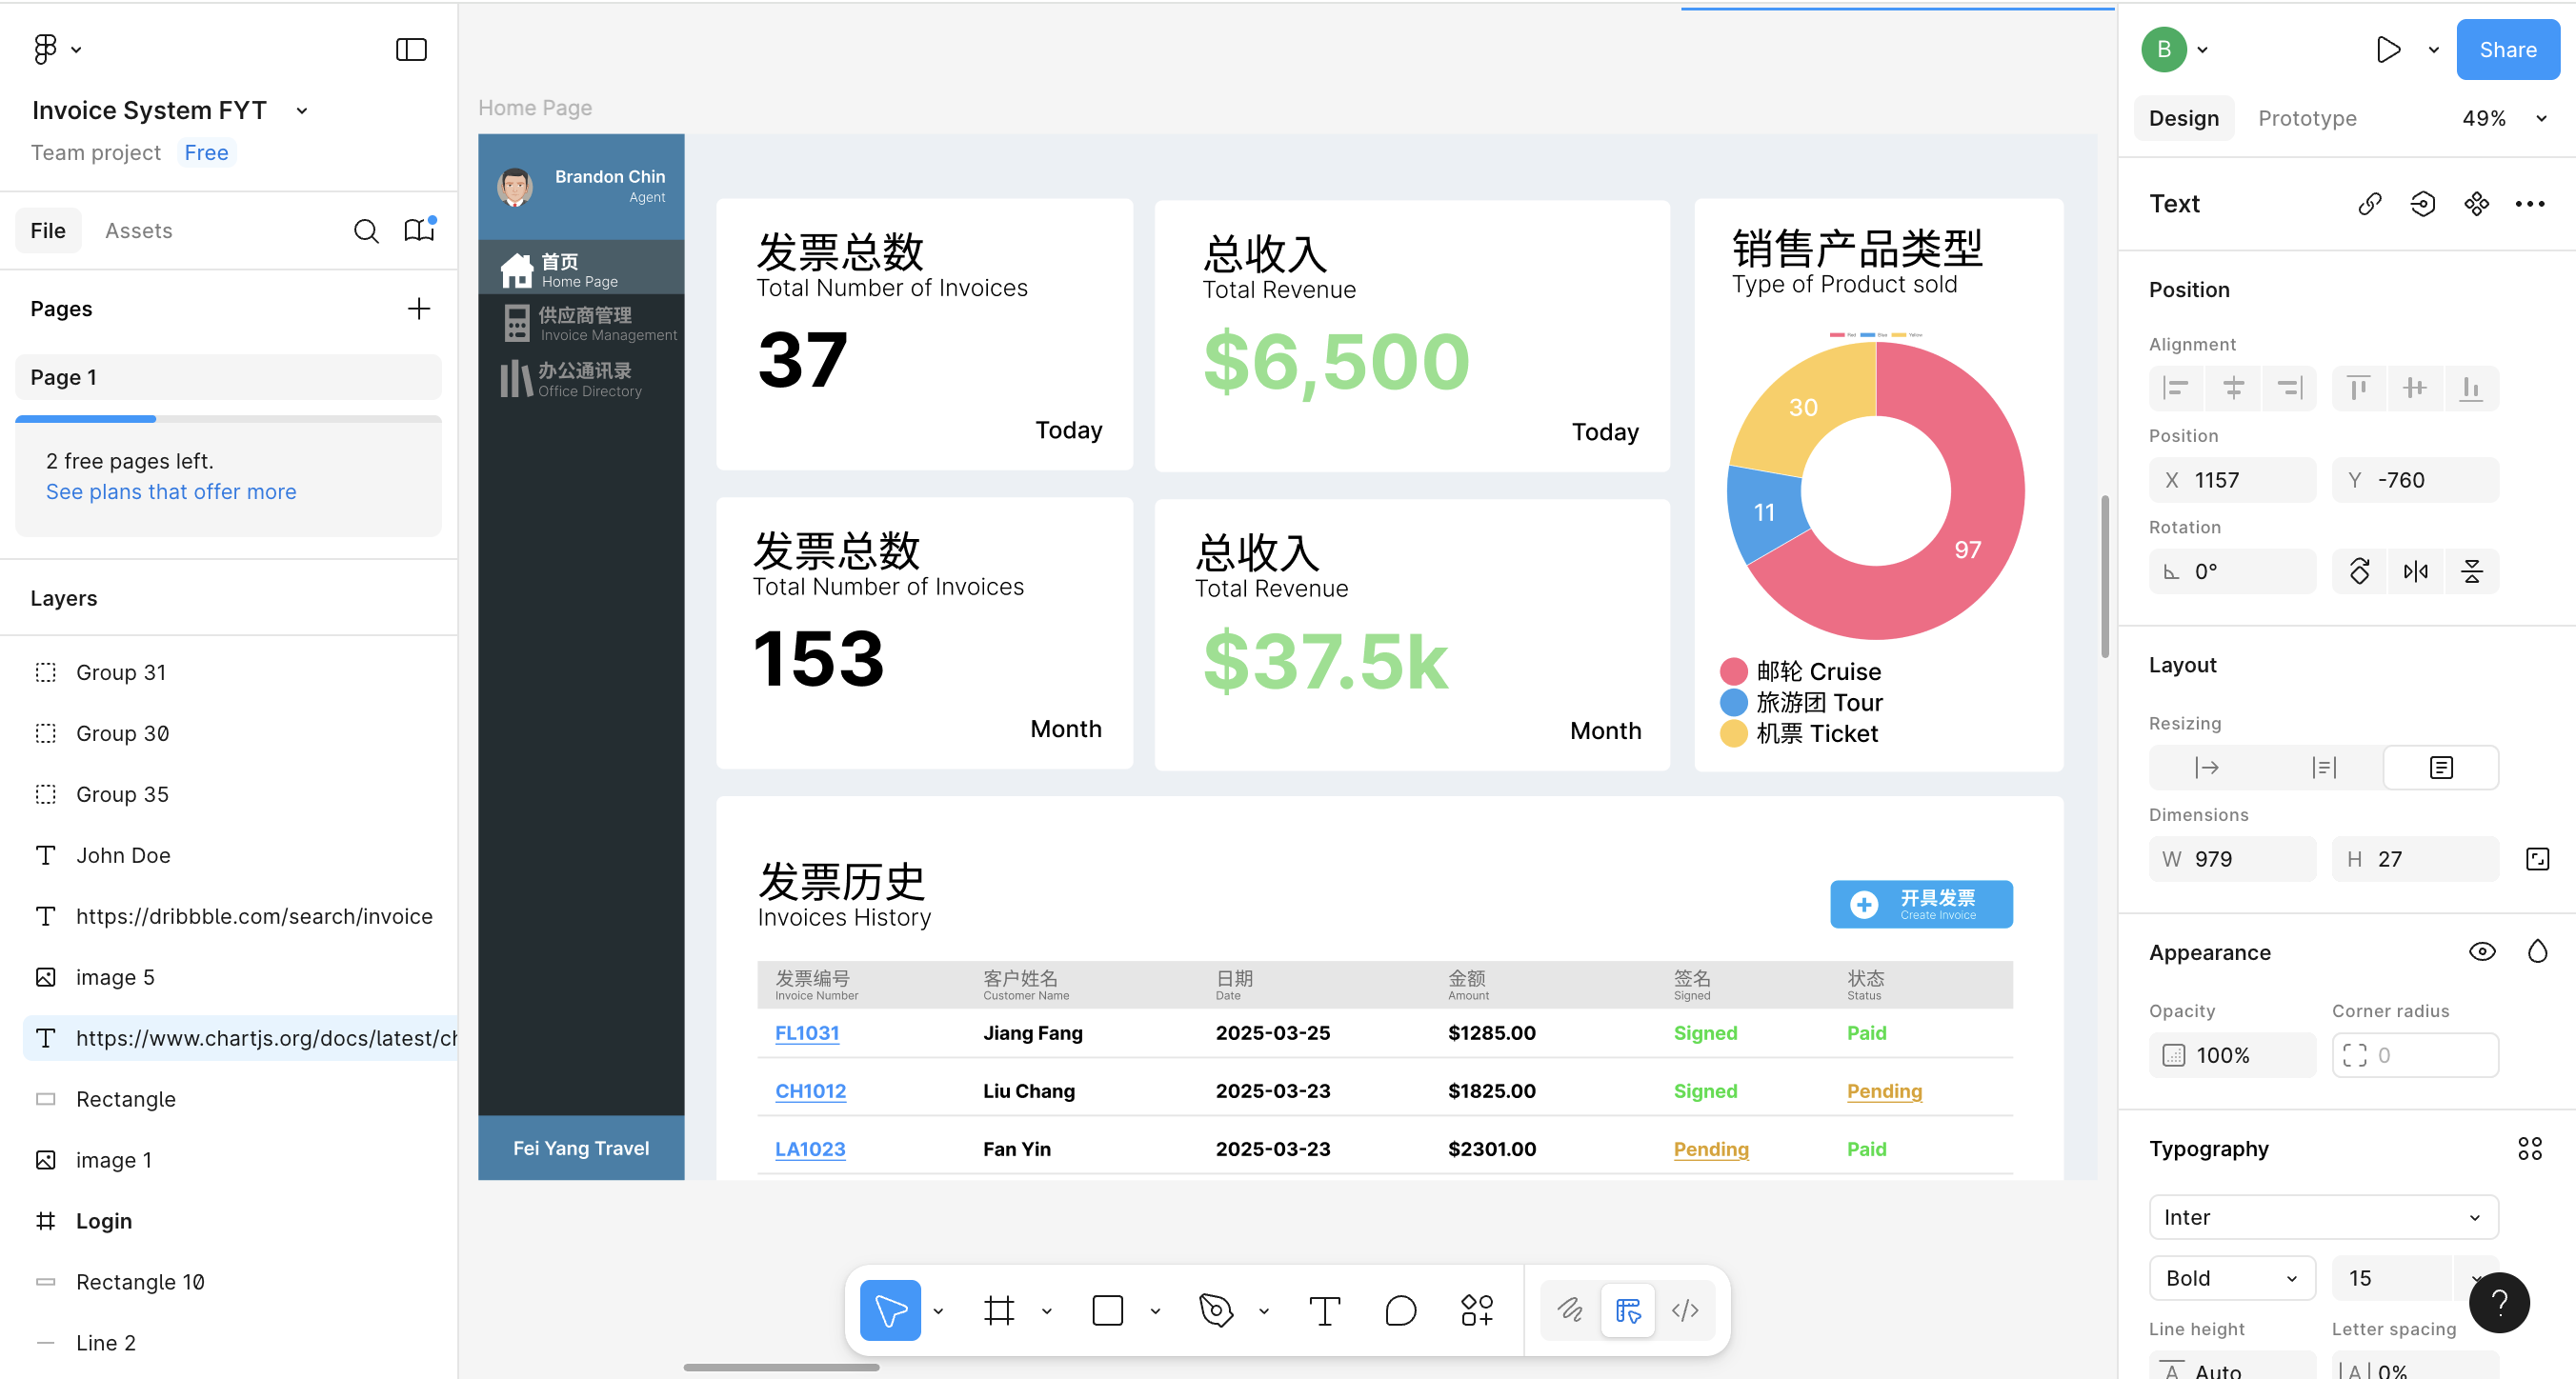 Invoice System FYT
Team project Free
File Assets
Pages
Page 1
2 free pages left.
See plans that offer more
Layers
Group 31
Group 30
Group 35
John Doe
https://dribbble.com/search/invoice
image 5
https://www.chartjs.org/docs/latest/ch
Rectangle
image 1
Login
Rectangle 10
Line 2
Home Page
Brandon Chin
Agent
首页
Home Page
供应商管理
Invoice Management
办公通讯录
Office Directory
Fei Yang Travel
发票总数
Total Number of Invoices
37
Today
总收入
Total Revenue
$6,500
Today
发票总数
Total Number of Invoices
153
Month
总收入
Total Revenue
$37.5k
Month
销售产品类型
Type of Product sold
Red Blue Yellow
30
11
97
邮轮 Cruise
旅游团 Tour
机票 Ticket
发票历史
Invoices History
开具发票
Create Invoice
发票编号 客户姓名 日期 金额 签名 状态
Invoice Number Customer Name Date Amount Signed Status
FL1031 Jiang Fang 2025-03-25 $1285.00 Signed Paid
CH1012 Liu Chang 2025-03-23 $1825.00 Signed Pending
LA1023 Fan Yin 2025-03-23 $2301.00 Pending Paid
B Share
Design Prototype 49%
Text
Position
Alignment
Position
X 1157 Y -760
Rotation
0°
Layout
Resizing
Dimensions
W 979 H 27
Appearance
Opacity Corner radius
100% 0
Typography
Inter
Bold 15
?
Line height Letter spacing
Auto 0%